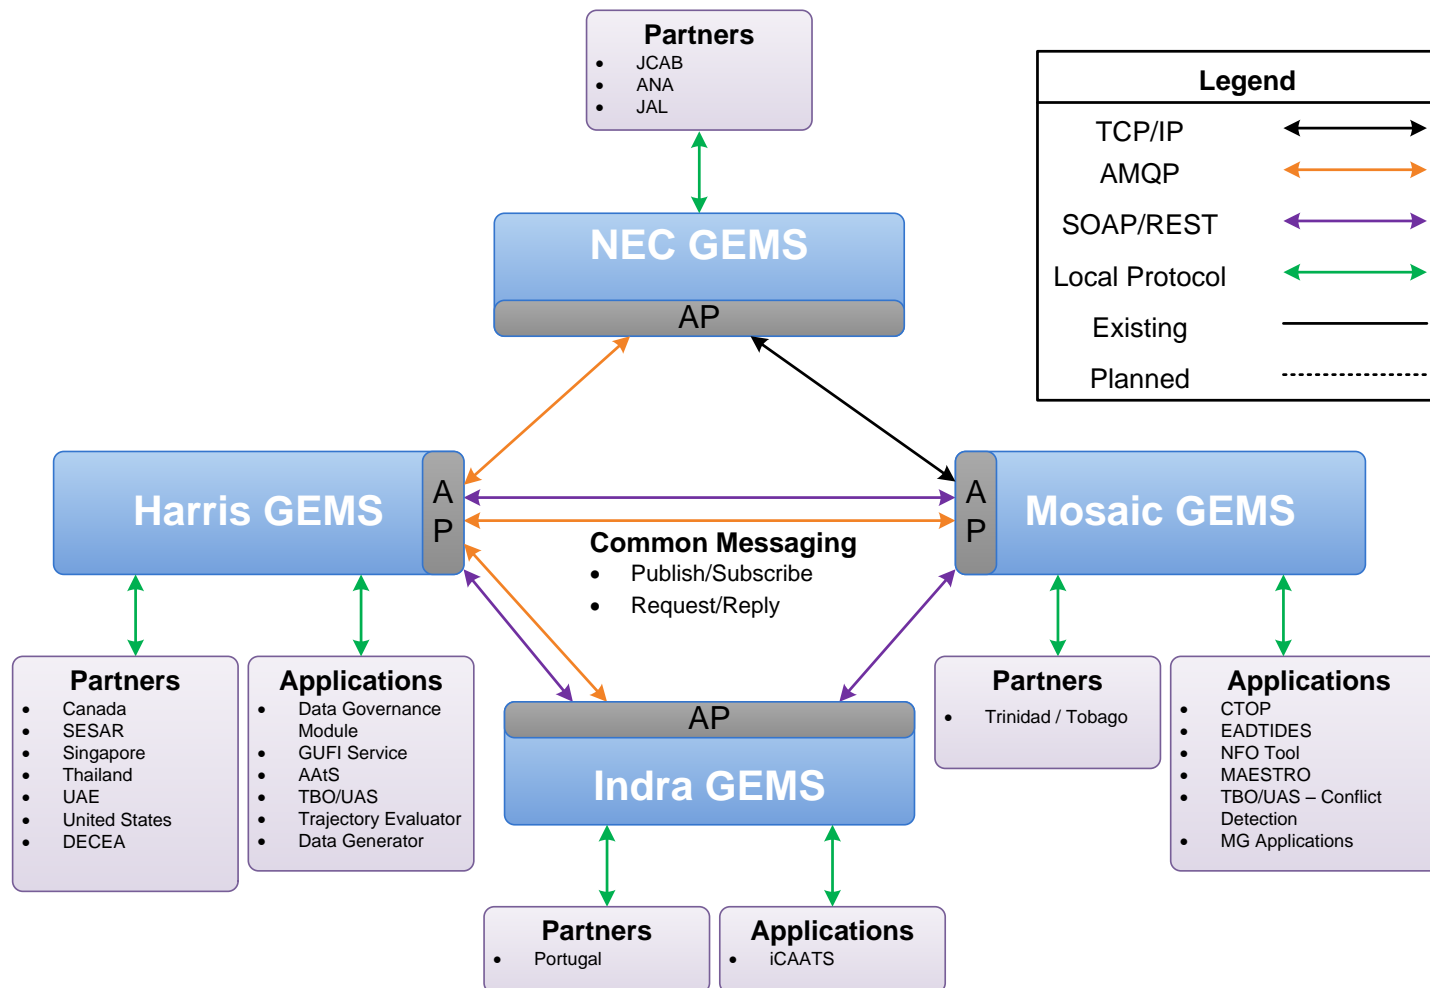 Partners
JCAB
ANA
JAL
Legend
TCP/IP
AMQP
SOAP/REST
Local Protocol
Existing
Planned
NEC GEMS
AP
Harris GEMS
A
P
A
P
Mosaic GEMS
Common Messaging
Publish/Subscribe
Request/Reply
Partners
Canada
SESAR
Singapore
Thailand
UAE
United States
DECEA
Applications
Data Governance
Module
GUFI Service
AAtS
TBO/UAS
Trajectory Evaluator
Data Generator
AP
Indra GEMS
Partners
Trinidad / Tobago
Applications
CTOP
EADTIDES
NFO Tool
MAESTRO
TBO/UAS – Conflict
Detection
MG Applications
Partners
Portugal
Applications
iCAATS